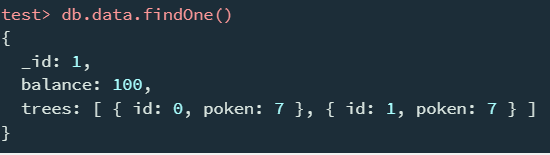 test> db.data.findOne()
{
  _id: 1,
  balance: 100,
  trees: [ { id: 0, poken: 7 }, { id: 1, poken: 7 } ]
}